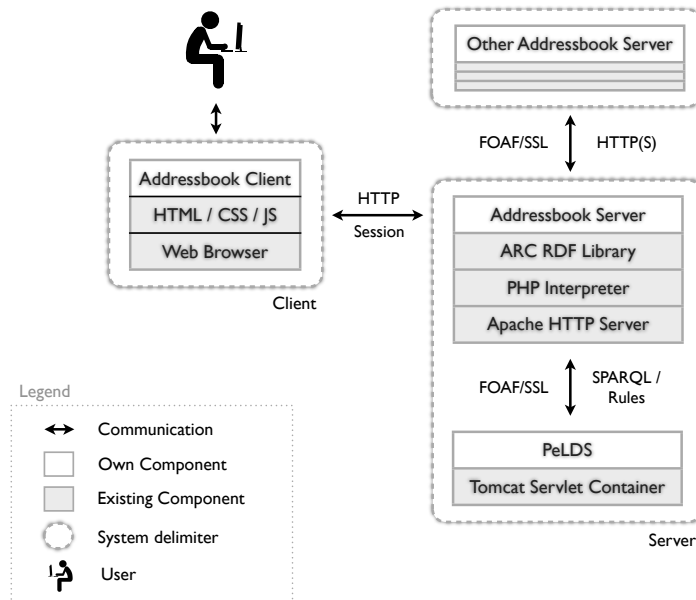 Other Addressbook Server
FOAF/SSL
HTTP(S)
Addressbook Client
HTML / CSS / JS
Web Browser
Client
HTTP
Session
Addressbook Server
ARC RDF Library
PHP Interpreter
Apache HTTP Server
FOAF/SSL
SPARQL /
Rules
PeLDS
Tomcat Servlet Container
Server
Legend
Communication
Own Component
Existing Component
System delimiter
User